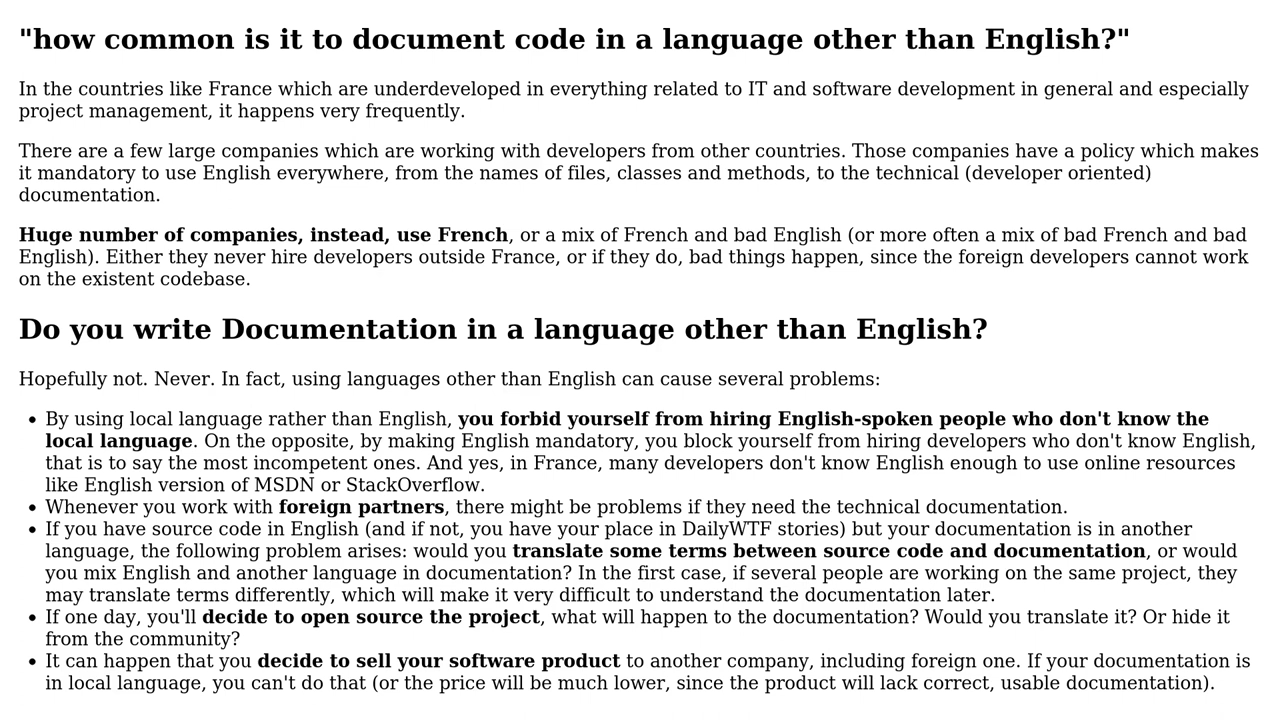 "how common is it to document code in a language other than English?"
In the countries like France which are underdeveloped in everything related to IT and software development in general and especially
project management, it happens very frequently.
There are a few large companies which are working with developers from other countries. Those companies have a policy which makes
it mandatory to use English everywhere, from the names of files, classes and methods, to the technical (developer oriented)
documentation.
Huge number of companies, instead, use French, or a mix of French and bad English (or more often a mix of bad French and bad
English). Either they never hire developers outside France, or if they do, bad things happen, since the foreign developers cannot work
on the existent codebase.
Do you write Documentation in a language other than English?
Hopefully not. Never. In fact, using languages other than English can cause several problems:
• By using local language rather than English, you forbid yourself from hiring English-spoken people who don't know the
local language. On the opposite, by making English mandatory, you block yourself from hiring developers who don't know English,
that is to say the most incompetent ones. And yes, in France, many developers don't know English enough to use online resources
like English version of MSDN or StackOverflow.
• Whenever you work with foreign partners, there might be problems if they need the technical documentation.
• If you have source code in English (and if not, you have your place in DailyWTF stories) but your documentation is in another
language, the following problem arises: would you translate some terms between source code and documentation, or would
you mix English and another language in documentation? In the first case, if several people are working on the same project, they
may translate terms differently, which will make it very difficult to understand the documentation later.
• If one day, you'll decide to open source the project, what will happen to the documentation? Would you translate it? Or hide it
from the community?
• It can happen that you decide to sell your software product to another company, including foreign one. If your documentation is
in local language, you can't do that (or the price will be much lower, since the product will lack correct, usable documentation).